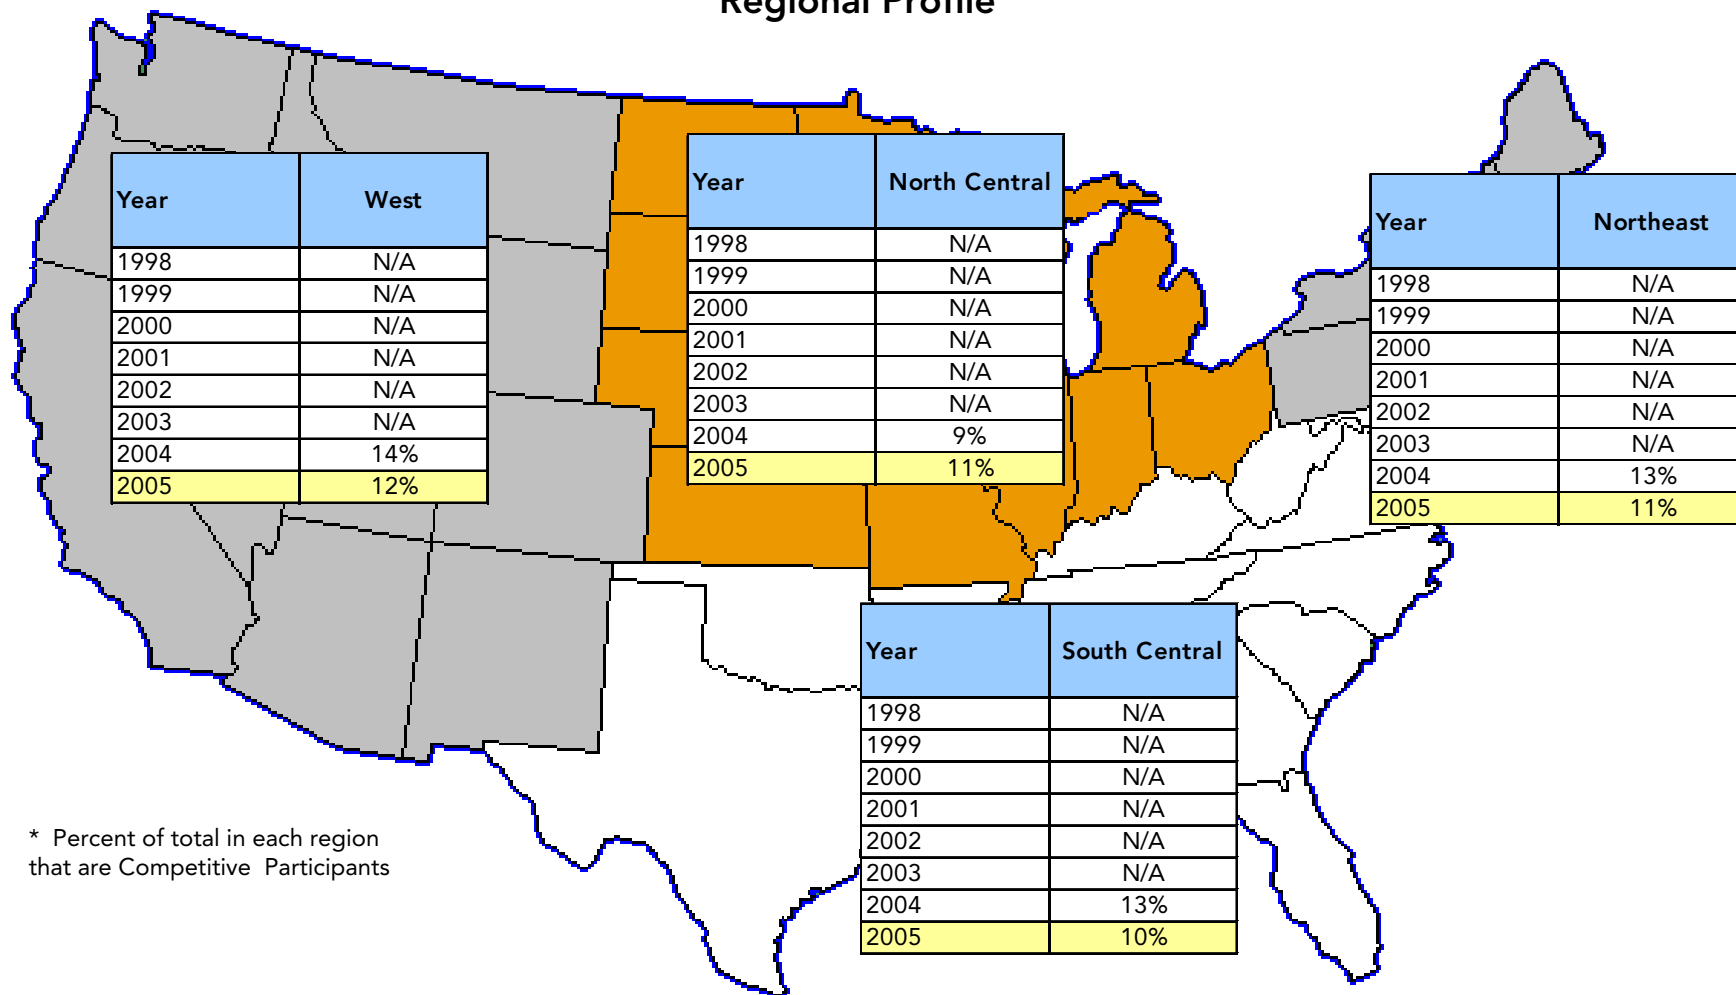 Regional Profile
Year West
1998 N/A
1999 N/A
2000 N/A
2001 N/A
2002 N/A
2003 N/A
2004 14%
2005 12%
Year North Central
1998 N/A
1999 N/A
2000 N/A
2001 N/A
2002 N/A
2003 N/A
2004 9%
2005 11%
Year Northeast
1998 N/A
1999 N/A
2000 N/A
2001 N/A
2002 N/A
2003 N/A
2004 13%
2005 11%
Year South Central
1998 N/A
1999 N/A
2000 N/A
2001 N/A
2002 N/A
2003 N/A
2004 13%
2005 10%
* Percent of total in each region
that are Competitive Participants